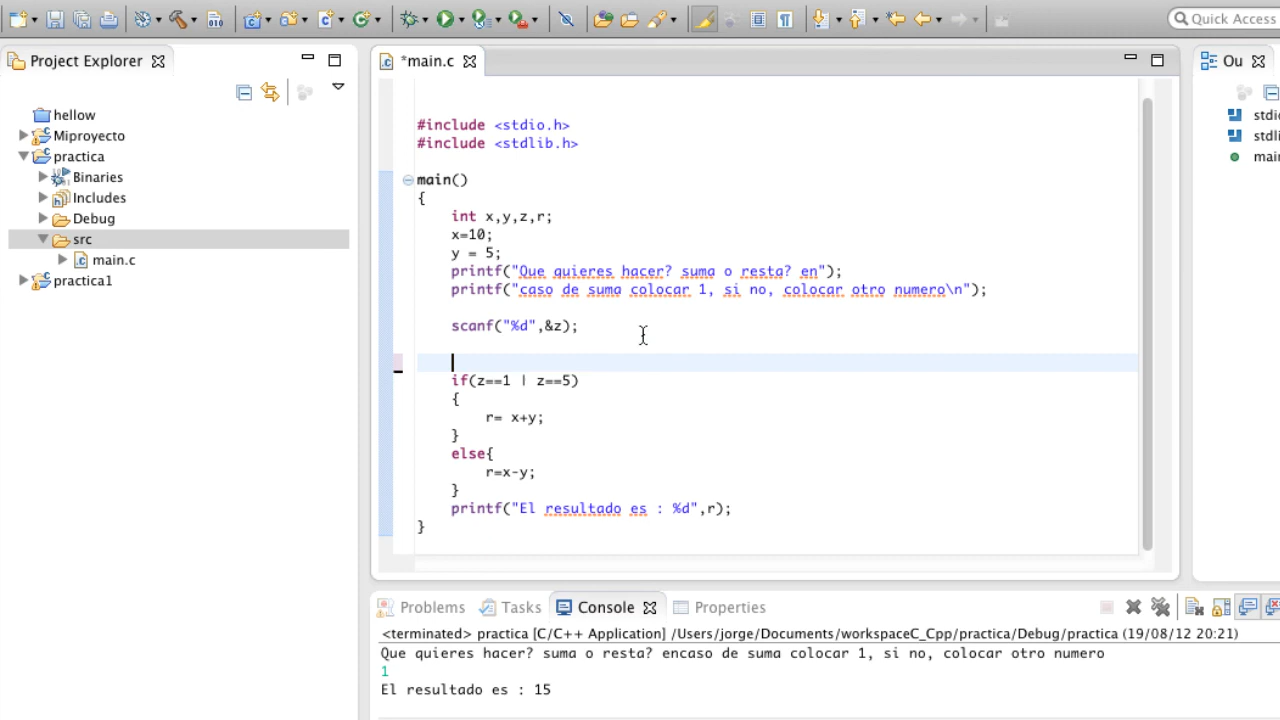 Quick Access
Project Explorer
hellow
Miproyecto
practica
Binaries
Includes
Debug
src
main.c
practica1
*main.c
#include <stdio.h>
#include <stdlib.h>
main()
{
int x,y,z,r;
x=10;
y = 5;
printf("Que quieres hacer? suma o resta? en");
printf("caso de suma colocar 1, si no, colocar otro numero\n");
scanf("%d",&z);
if(z==1 | z==5)
{
r= x+y;
}
else{
r=x-y;
}
printf("El resultado es : %d",r);
}
Ou
stdio
stdli
main
Problems
Tasks
Console
Properties
<terminated> practica [C/C++ Application] /Users/jorge/Documents/workspaceC_Cpp/practica/Debug/practica (19/08/12 20:21)
Que quieres hacer? suma o resta? encaso de suma colocar 1, si no, colocar otro numero
1
El resultado es : 15